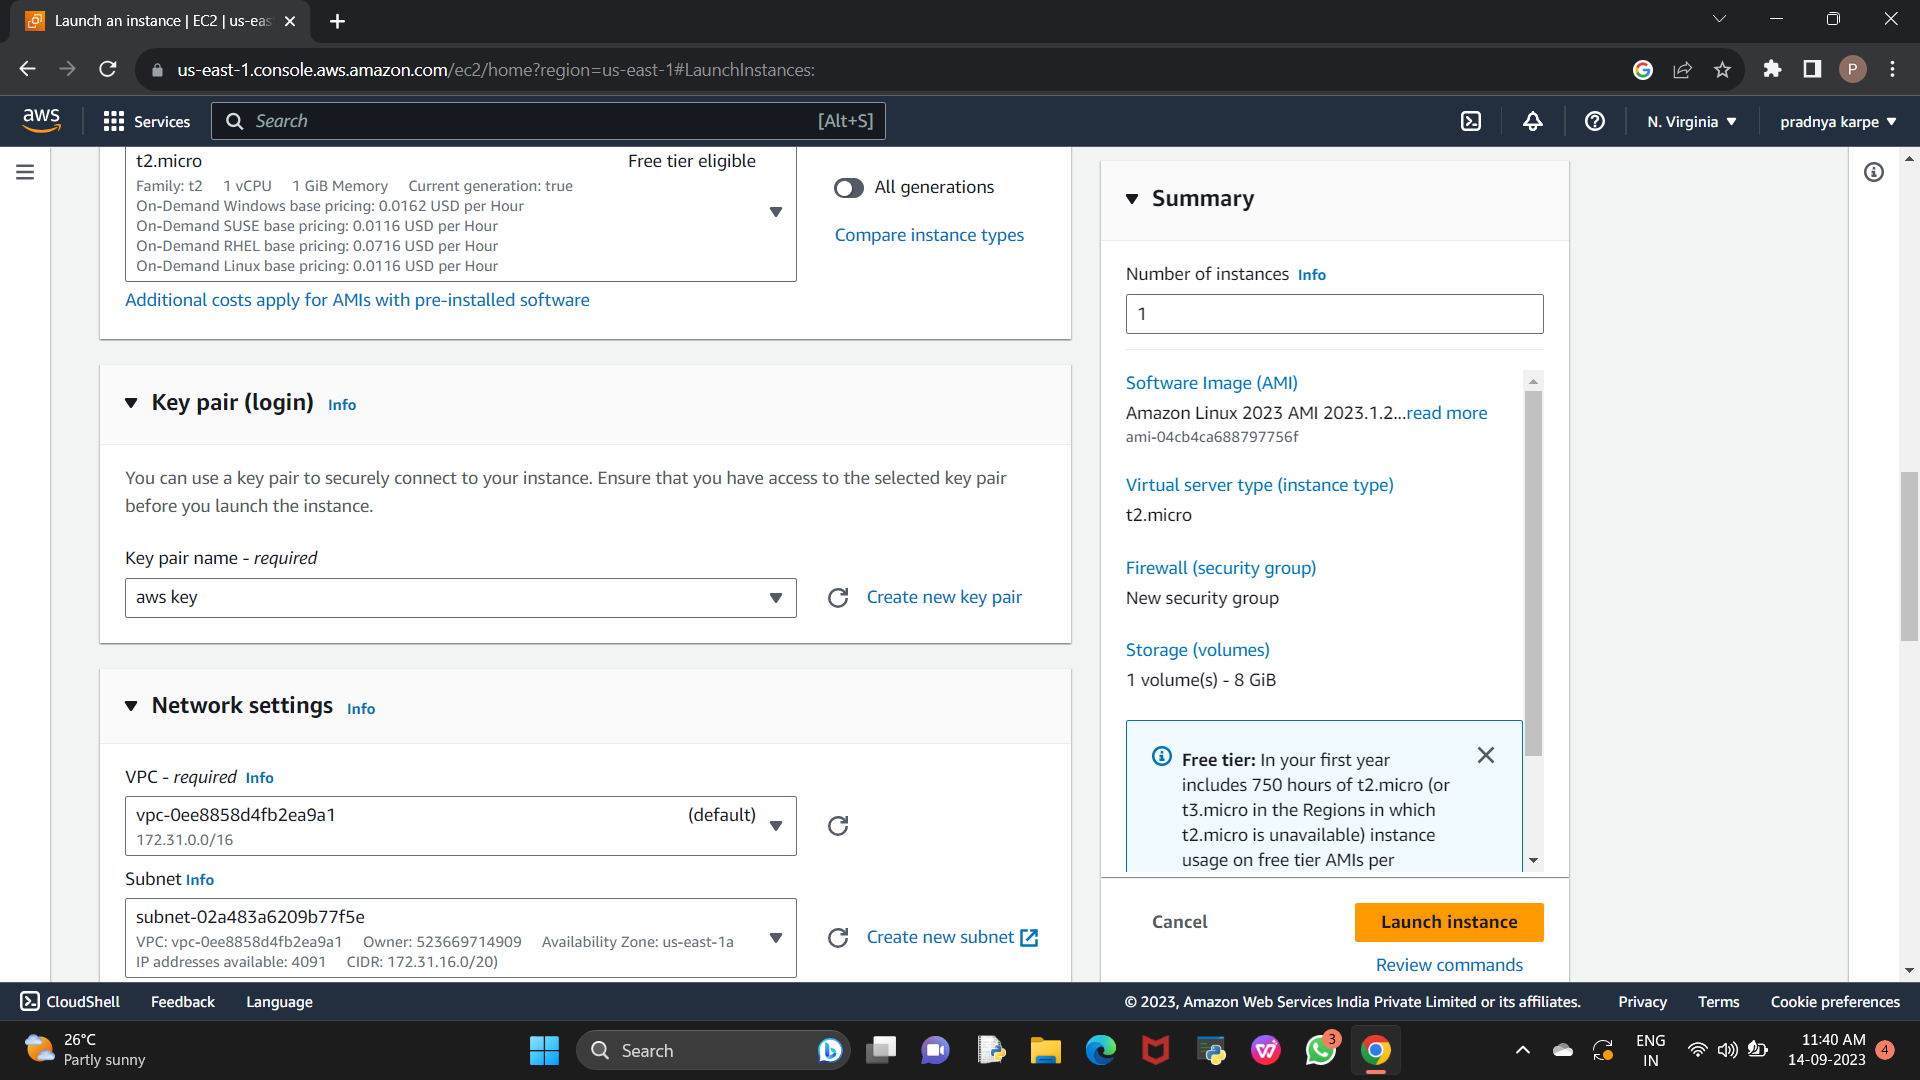 Launch an instance | EC2 | us-eas
us-east-1.console.aws.amazon.com/ec2/home?region=us-east-1#LaunchInstances:
P
aws
Services
Search
[Alt+S]
N. Virginia
pradnya karpe
t2.micro
Free tier eligible
Family: t2 1 vCPU 1 GiB Memory Current generation: true
On-Demand Windows base pricing: 0.0162 USD per Hour
On-Demand SUSE base pricing: 0.0116 USD per Hour
On-Demand RHEL base pricing: 0.0716 USD per Hour
On-Demand Linux base pricing: 0.0116 USD per Hour
All generations
Compare instance types
Additional costs apply for AMIs with pre-installed software
Key pair (login) Info
You can use a key pair to securely connect to your instance. Ensure that you have access to the selected key pair
before you launch the instance.
Key pair name - required
aws key
Create new key pair
Network settings Info
VPC - required Info
vpc-0ee8858d4fb2ea9a1
(default)
172.31.0.0/16
Subnet Info
subnet-02a483a6209b77f5e
VPC: vpc-0ee8858d4fb2ea9a1 Owner: 523669714909 Availability Zone: us-east-1a
IP addresses available: 4091 CIDR: 172.31.16.0/20)
Create new subnet
Summary
Number of instances Info
1
Software Image (AMI)
Amazon Linux 2023 AMI 2023.1.2...read more
ami-04cb4ca688797756f
Virtual server type (instance type)
t2.micro
Firewall (security group)
New security group
Storage (volumes)
1 volume(s) - 8 GiB
Free tier: In your first year
includes 750 hours of t2.micro (or
t3.micro in the Regions in which
t2.micro is unavailable) instance
usage on free tier AMIs per
Cancel
Launch instance
Review commands
CloudShell
Feedback
Language
© 2023, Amazon Web Services India Private Limited or its affiliates.
Privacy
Terms
Cookie preferences
26°C
Partly sunny
Search
3
ENG
IN
11:40 AM
14-09-2023
4